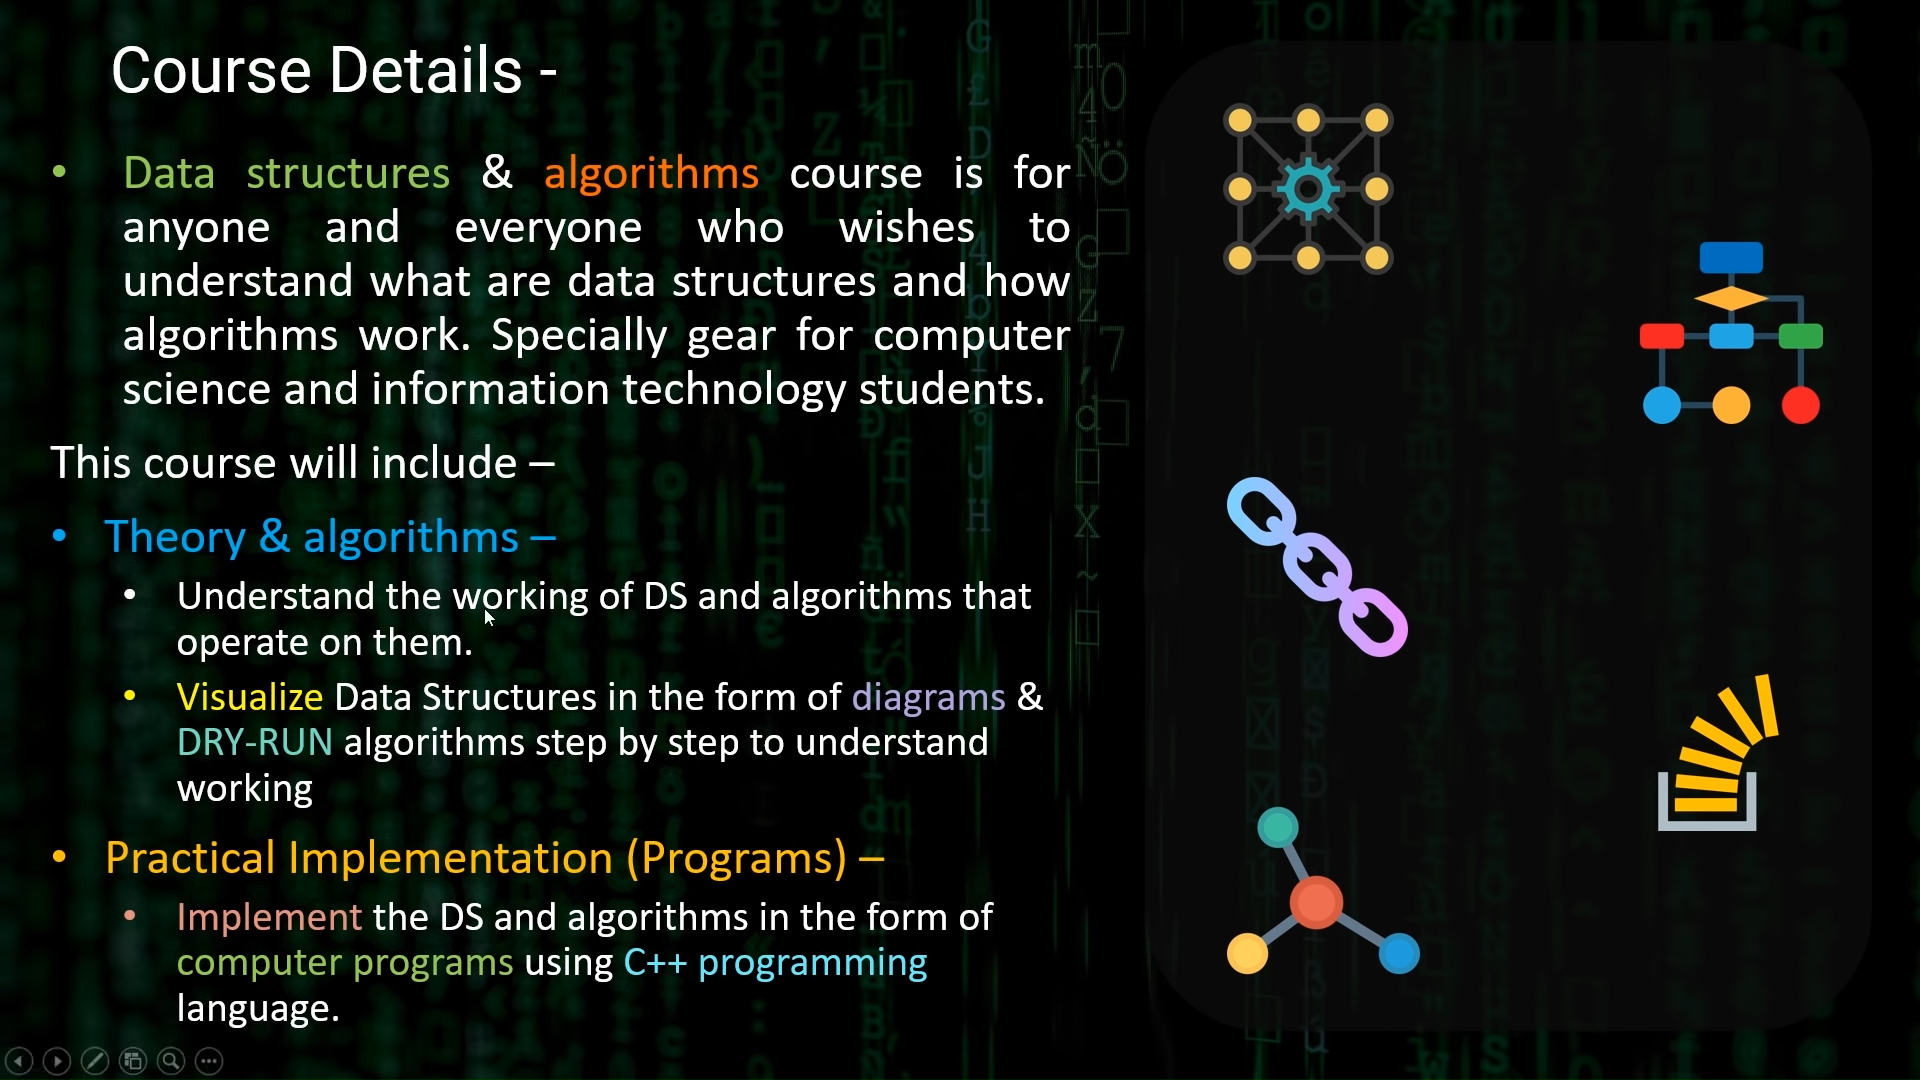 Course Details -
• Data structures & algorithms course is for
anyone and everyone who wishes to
understand what are data structures and how
algorithms work. Specially gear for computer
science and information technology students.
This course will include –
• Theory & algorithms –
• Understand the working of DS and algorithms that
operate on them.
• Visualize Data Structures in the form of diagrams &
DRY-RUN algorithms step by step to understand
working
• Practical Implementation (Programs) –
• Implement the DS and algorithms in the form of
computer programs using C++ programming
language.